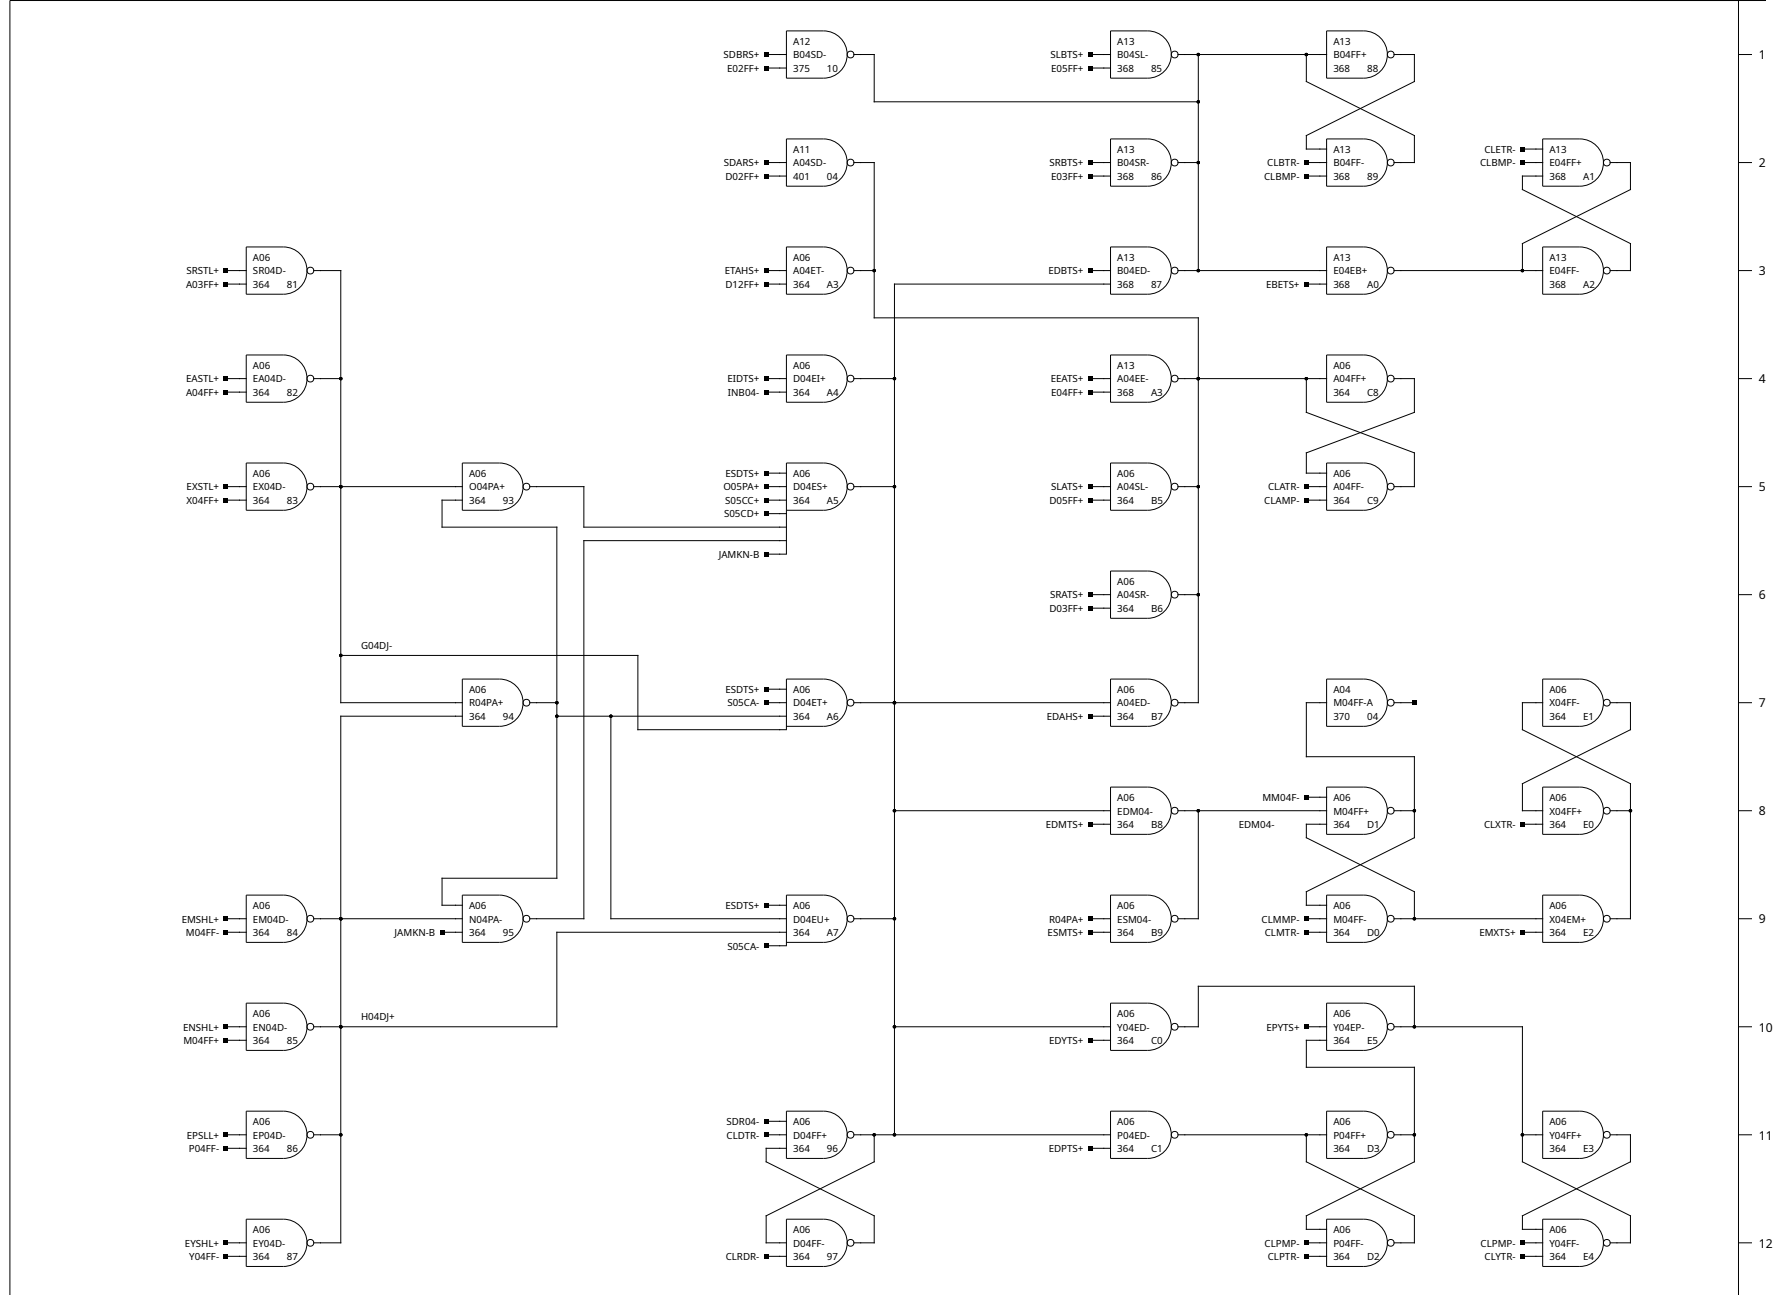 A12
SDBRS+ B04SD-
E02FF+ 375 10
A13
SLBTS+ B04SL-
E05FF+ 368 85
A13
B04FF+
368 88
1
A11
SDARS+ A04SD-
D02FF+ 401 04
A13
SRBTS+ B04SR-
E03FF+ 368 86
A13
CLBTR- B04FF-
CLBMP- 368 89
CLETR- A13
CLBMP- E04FF+
368 A1
2
A06
SRSTL+ SR04D-
A03FF+ 364 81
A06
ETAHS+ A04ET-
D12FF+ 364 A3
A13
EDBTS+ B04ED-
368 87
A13
E04EB+
EBETS+ 368 A0
A13
E04FF-
368 A2
3
A06
EASTL+ EA04D-
A04FF+ 364 82
A06
EIDTS+ D04EI+
INB04- 364 A4
A13
EEATS+ A04EE-
E04FF+ 368 A3
A06
A04FF+
364 C8
4
A06
EXSTL+ EX04D-
X04FF+ 364 83
A06
O04PA+
364 93
ESDTS+ A06
O05PA+ D04ES+
S05CC+ 364 A5
S05CD+
JAMKN-B
A06
SLATS+ A04SL-
D05FF+ 364 B5
A06
CLATR- A04FF-
CLAMP- 364 C9
5
A06
SRATS+ A04SR-
D03FF+ 364 B6
6
G04DJ-
A06
R04PA+
364 94
ESDTS+ A06
S05CA- D04ET+
364 A6
A06
A04ED-
EDAHS+ 364 B7
A04
M04FF-A
370 04
A06
X04FF-
364 E1
7
A06
EDM04-
EDMTS+ 364 B8
MM04F- A06
M04FF+
EDM04- 364 D1
A06
X04FF+
CLXTR- 364 E0
8
A06
EMSHL+ EM04D-
M04FF- 364 84
A06
N04PA-
JAMKN-B 364 95
ESDTS+ A06
D04EU+
364 A7
S05CA-
A06
R04PA+ ESM04-
ESMTS+ 364 B9
A06
CLMMP- M04FF-
CLMTR- 364 D0
A06
X04EM+
EMXTS+ 364 E2
9
A06
ENSHL+ EN04D-
M04FF+ 364 85
H04DJ+
A06
Y04ED-
EDYTS+ 364 C0
A06
EPYTS+ Y04EP-
364 E5
10
A06
EPSLL+ EP04D-
P04FF- 364 86
SDR04- A06
CLDTR- D04FF+
364 96
A06
P04ED-
EDPTS+ 364 C1
A06
P04FF+
364 D3
A06
Y04FF+
364 E3
11
A06
EYSHL+ EY04D-
Y04FF- 364 87
A06
D04FF-
CLRDR- 364 97
A06
CLPMP- P04FF-
CLPTR- 364 D2
A06
CLPMP- Y04FF-
CLYTR- 364 E4
12